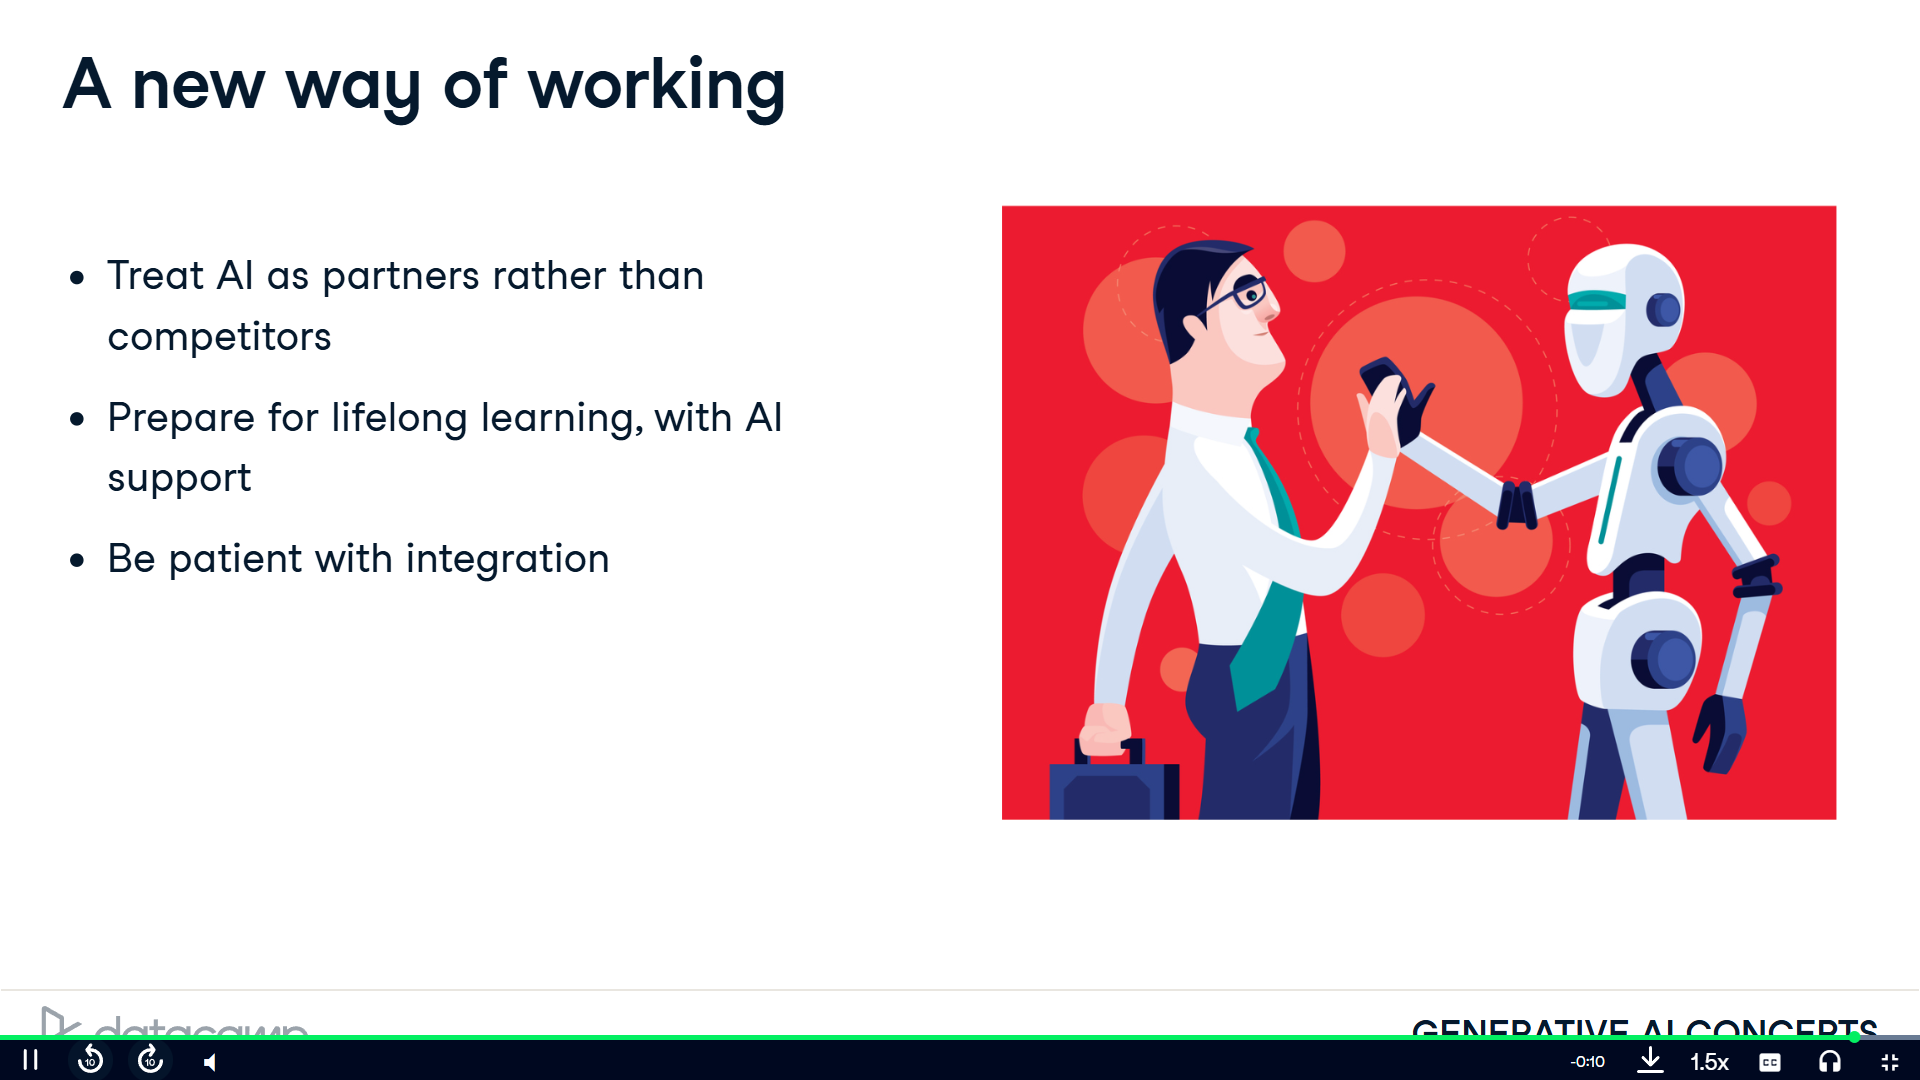 A new way of working
• Treat AI as partners rather than
competitors
• Prepare for lifelong learning, with AI
support
• Be patient with integration
datacamp
GENERATIVE AI CONCEPTS
10
10
-0:10
1.5x
CC